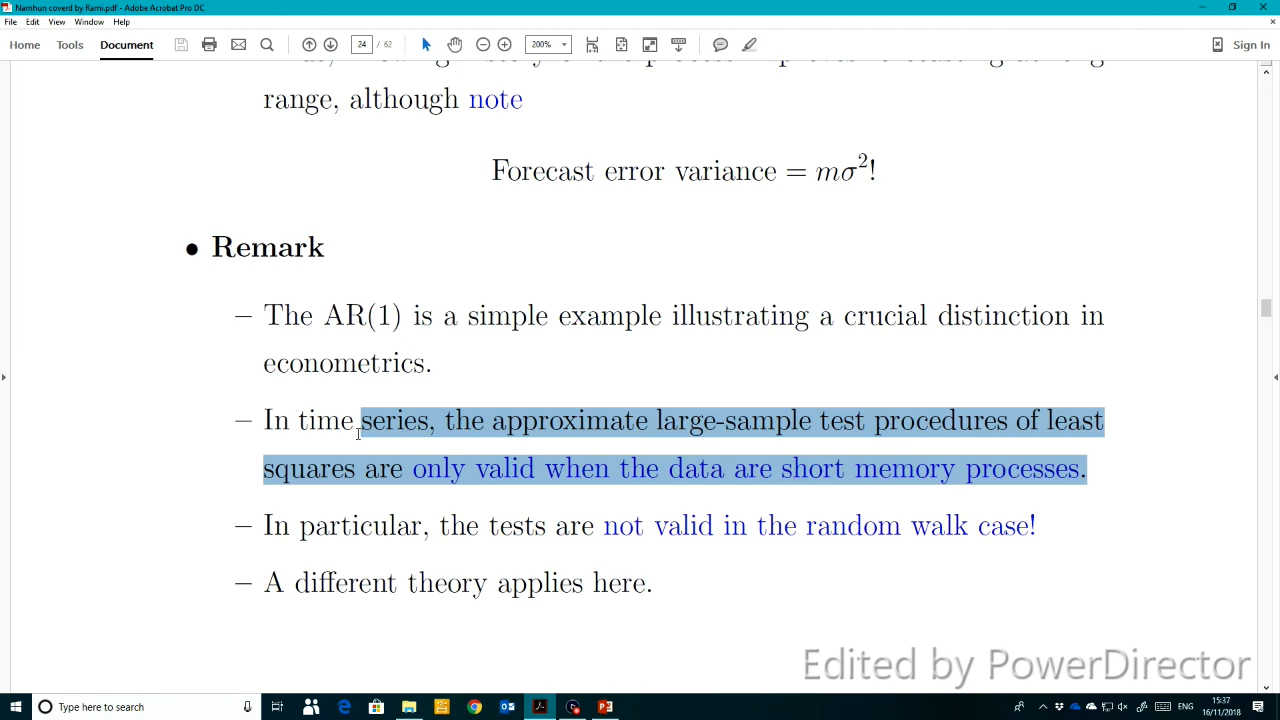 Namhun coverd by Rami.pdf - Adobe Acrobat Pro DC
File Edit View Window Help
Home Tools Document 24 / 62 200% Sign In
range, although note
Forecast error variance = mσ²!
• Remark
– The AR(1) is a simple example illustrating a crucial distinction in
econometrics.
– In time series, the approximate large-sample test procedures of least
squares are only valid when the data are short memory processes.
– In particular, the tests are not valid in the random walk case!
– A different theory applies here.
Edited by PowerDirector
Type here to search
ENG
15:37
16/11/2018